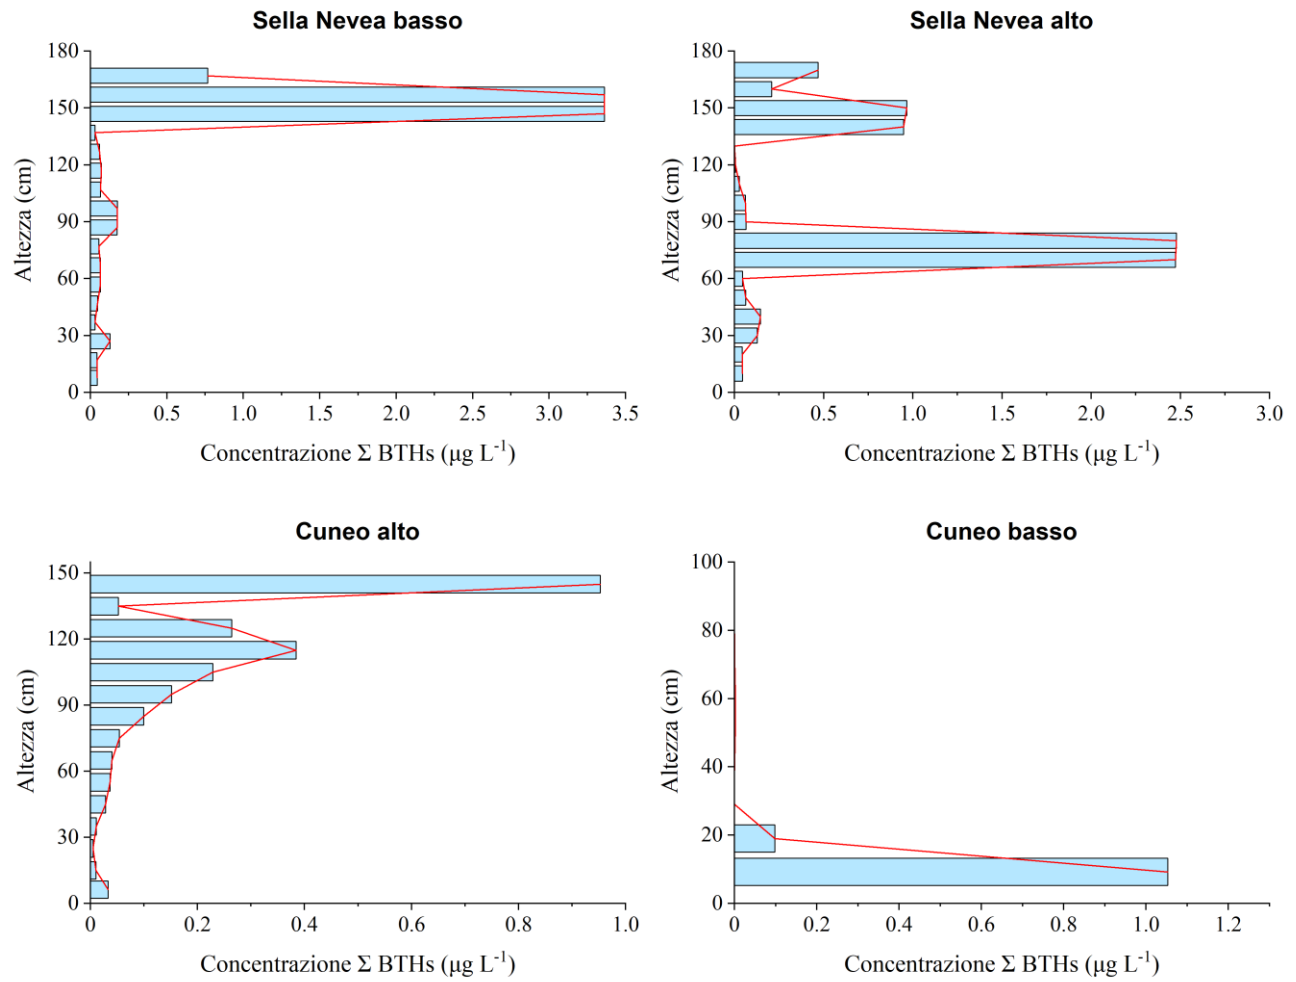 Sella Nevea basso
180
150
120
90
60
30
0
Altezza (cm)
0 0.5 1.0 1.5 2.0 2.5 3.0 3.5
Concentrazione Σ BTHs (μg L⁻¹)
Sella Nevea alto
180
150
120
90
60
30
0
Altezza (cm)
0 0.5 1.0 1.5 2.0 2.5 3.0
Concentrazione Σ BTHs (μg L⁻¹)
Cuneo alto
150
120
90
60
30
0
Altezza (cm)
0 0.2 0.4 0.6 0.8 1.0
Concentrazione Σ BTHs (μg L⁻¹)
Cuneo basso
100
80
60
40
20
0
Altezza (cm)
0 0.2 0.4 0.6 0.8 1.0 1.2
Concentrazione Σ BTHs (μg L⁻¹)